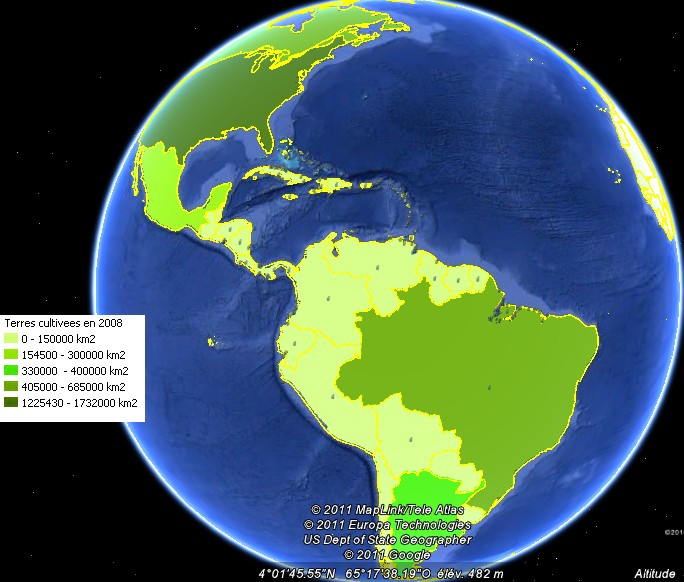 Terres cultivees en 2008
0 - 150000 km2
154500 - 300000 km2
330000 - 400000 km2
405000 - 685000 km2
1225430 - 1732000 km2
© 2011 MapLink/Tele Atlas
© 2011 Europa Technologies
US Dept of State Geographer
© 2011 Google
©201
4°01'45.55"N 65°17'38.19"O élév. 482 m
Altitude